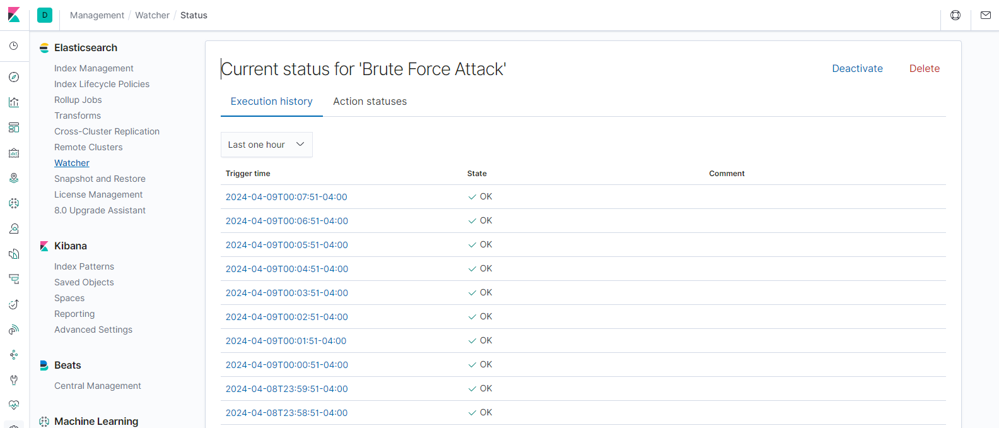 D Management / Watcher / Status
Elasticsearch
Index Management
Index Lifecycle Policies
Rollup Jobs
Transforms
Cross-Cluster Replication
Remote Clusters
Watcher
Snapshot and Restore
License Management
8.0 Upgrade Assistant
Kibana
Index Patterns
Saved Objects
Spaces
Reporting
Advanced Settings
Beats
Central Management
Machine Learning
Current status for 'Brute Force Attack'
Deactivate Delete
Execution history Action statuses
Last one hour
Trigger time State Comment
2024-04-09T00:07:51-04:00 OK
2024-04-09T00:06:51-04:00 OK
2024-04-09T00:05:51-04:00 OK
2024-04-09T00:04:51-04:00 OK
2024-04-09T00:03:51-04:00 OK
2024-04-09T00:02:51-04:00 OK
2024-04-09T00:01:51-04:00 OK
2024-04-09T00:00:51-04:00 OK
2024-04-08T23:59:51-04:00 OK
2024-04-08T23:58:51-04:00 OK